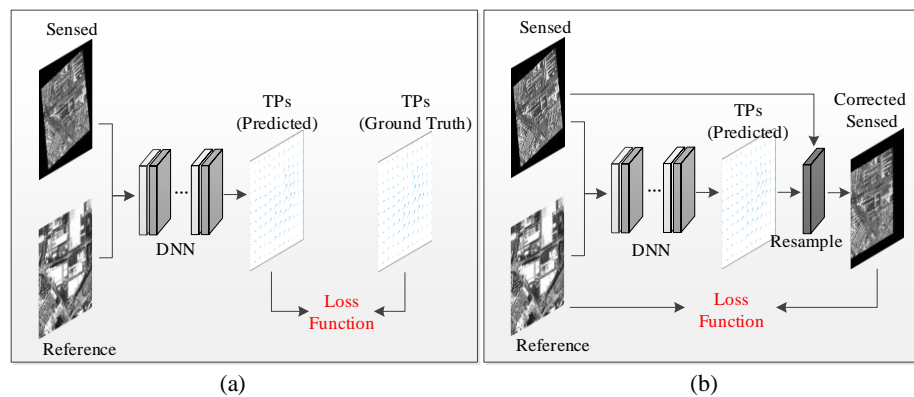 Sensed
TPs
(Predicted)
TPs
(Ground Truth)
...
DNN
Loss
Function
Reference
(a)
Sensed
TPs
(Predicted)
Corrected
Sensed
...
DNN
Resample
Loss
Function
Reference
(b)